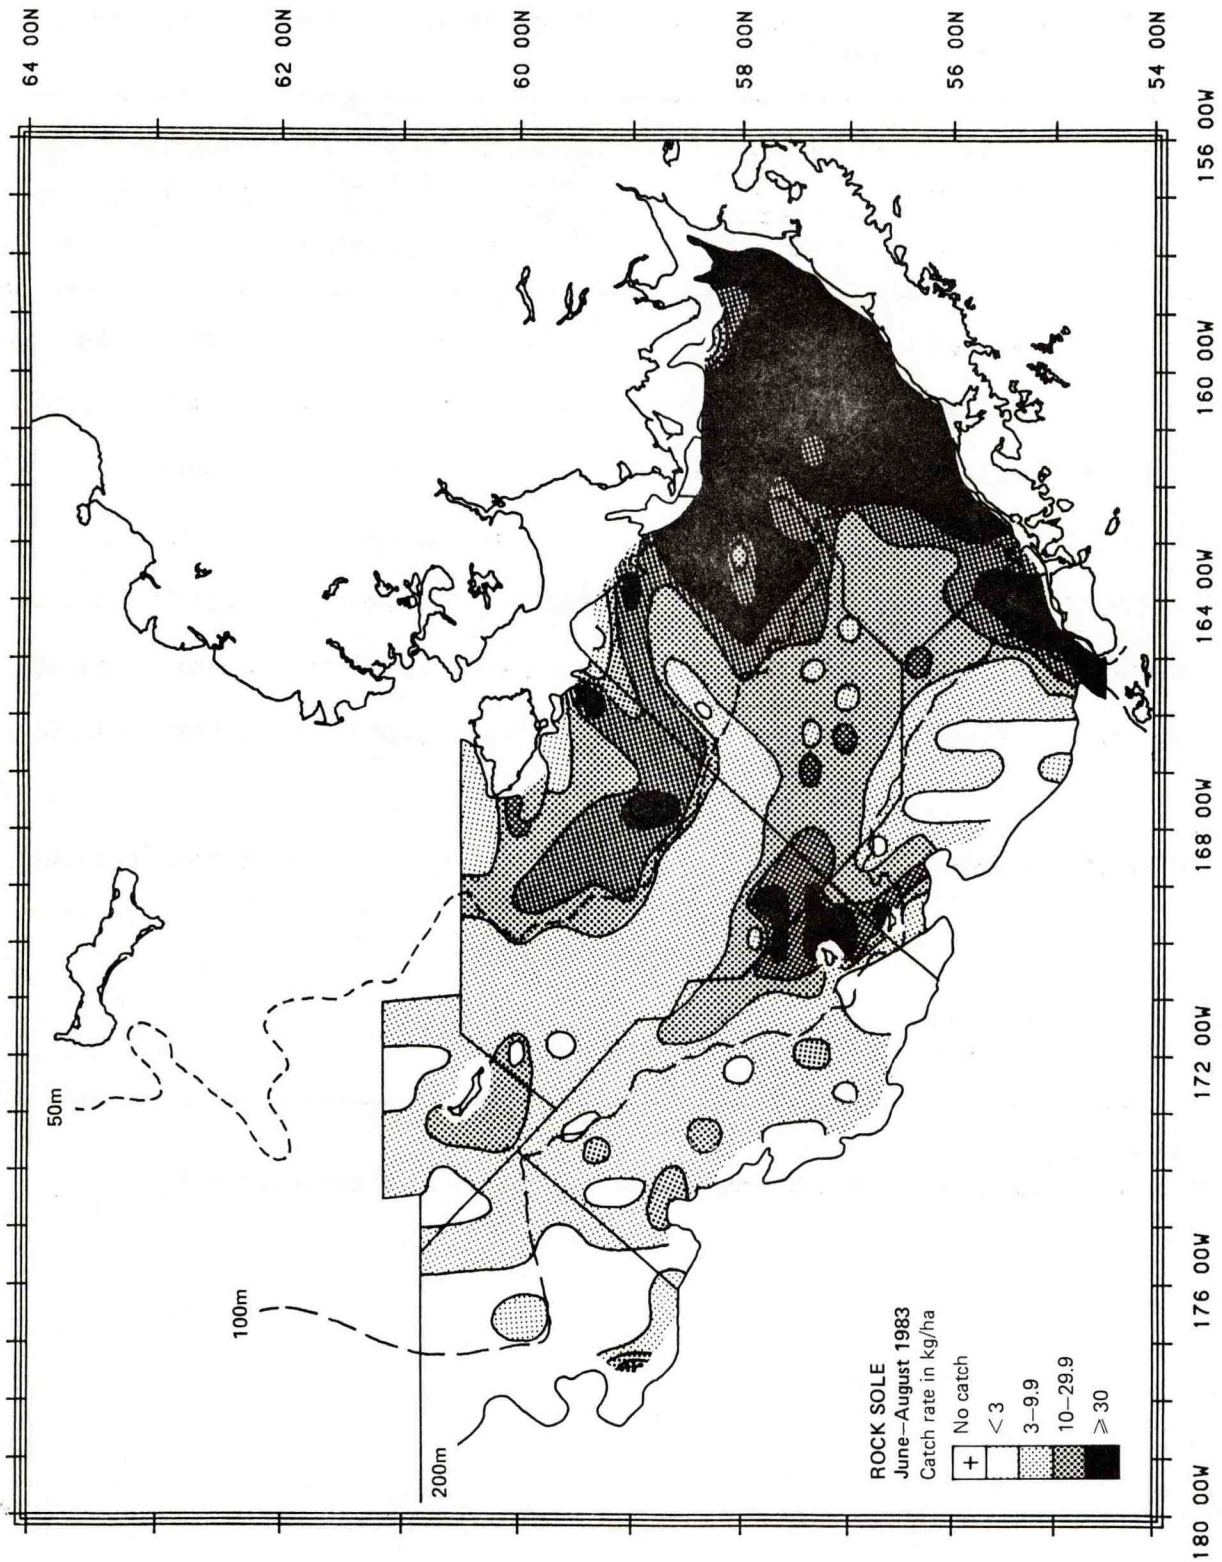 64 00N
62 00N
60 00N
58 00N
56 00N
54 00N
156 00W
160 00W
164 00W
168 00W
172 00W
176 00W
180 00W
50m
100m
200m
ROCK SOLE
June–August 1983
Catch rate in kg/ha
+ No catch
< 3
3–9.9
10–29.9
⩾ 30